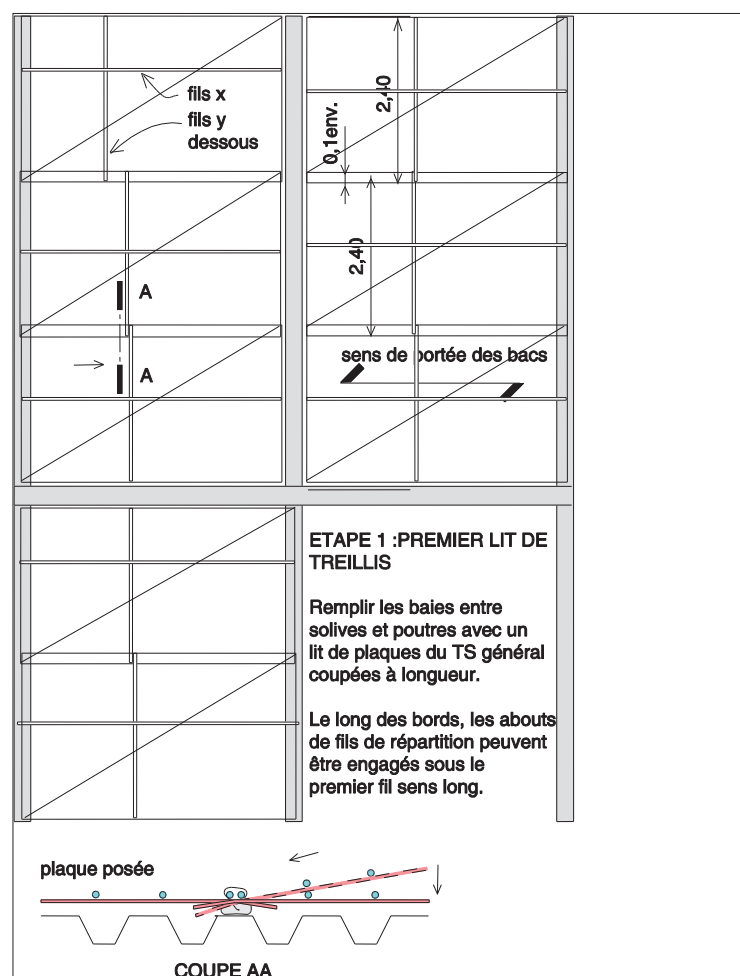 fils x
fils y
dessous
0,1env.
2,40
2,40
A
A
sens de portée des bacs
ETAPE 1 :PREMIER LIT DE
TREILLIS
Remplir les baies entre
solives et poutres avec un
lit de plaques du TS général
coupées à longueur.
Le long des bords, les abouts
de fils de répartition peuvent
être engagés sous le
premier fil sens long.
plaque posée
COUPE AA